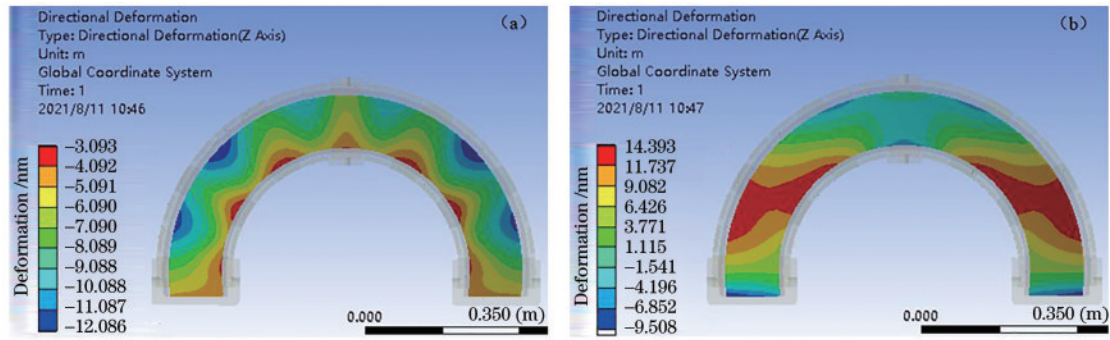 Directional Deformation
(a)
Type: Directional Deformation(Z Axis)
Unit: m
Global Coordinate System
Time: 1
2021/8/11 10:46
Deformation /nm
−3.093
−4.092
−5.091
−6.090
−7.090
−8.089
−9.088
−10.088
−11.087
−12.086
0.000
0.350 (m)
Directional Deformation
(b)
Type: Directional Deformation(Z Axis)
Unit: m
Global Coordinate System
Time: 1
2021/8/11 10:47
Deformation /nm
14.393
11.737
9.082
6.426
3.771
1.115
−1.541
−4.196
−6.852
−9.508
0.000
0.350 (m)